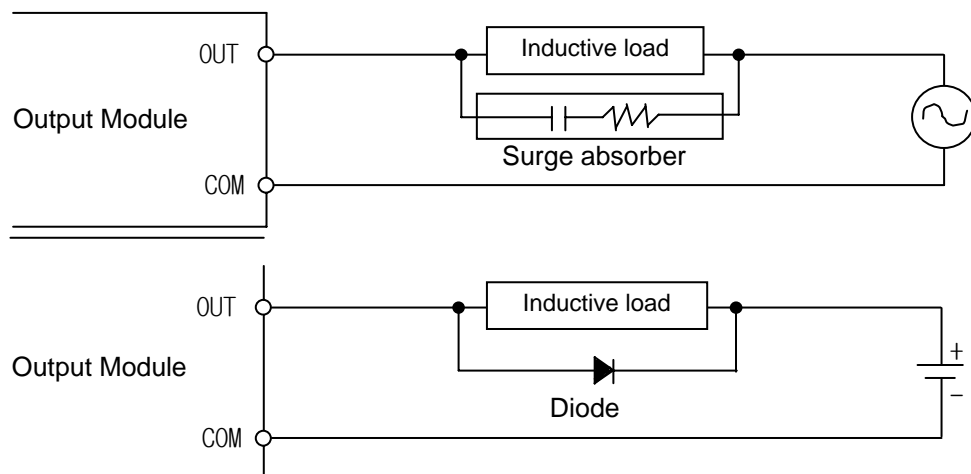 OUT
Inductive load
Output Module
Surge absorber
COM
OUT
Inductive load
Output Module
+
Diode
−
COM